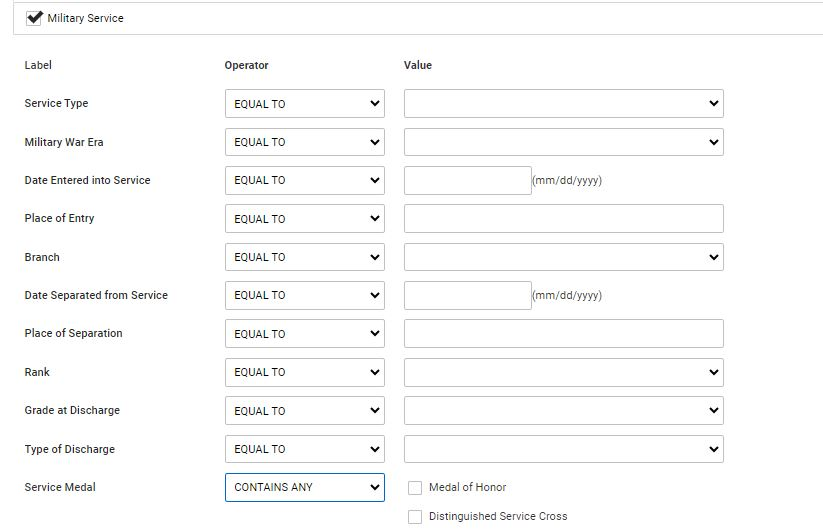 Military Service
Label Operator Value
Service Type EQUAL TO
Military War Era EQUAL TO
Date Entered into Service EQUAL TO (mm/dd/yyyy)
Place of Entry EQUAL TO
Branch EQUAL TO
Date Separated from Service EQUAL TO (mm/dd/yyyy)
Place of Separation EQUAL TO
Rank EQUAL TO
Grade at Discharge EQUAL TO
Type of Discharge EQUAL TO
Service Medal CONTAINS ANY Medal of Honor
Distinguished Service Cross